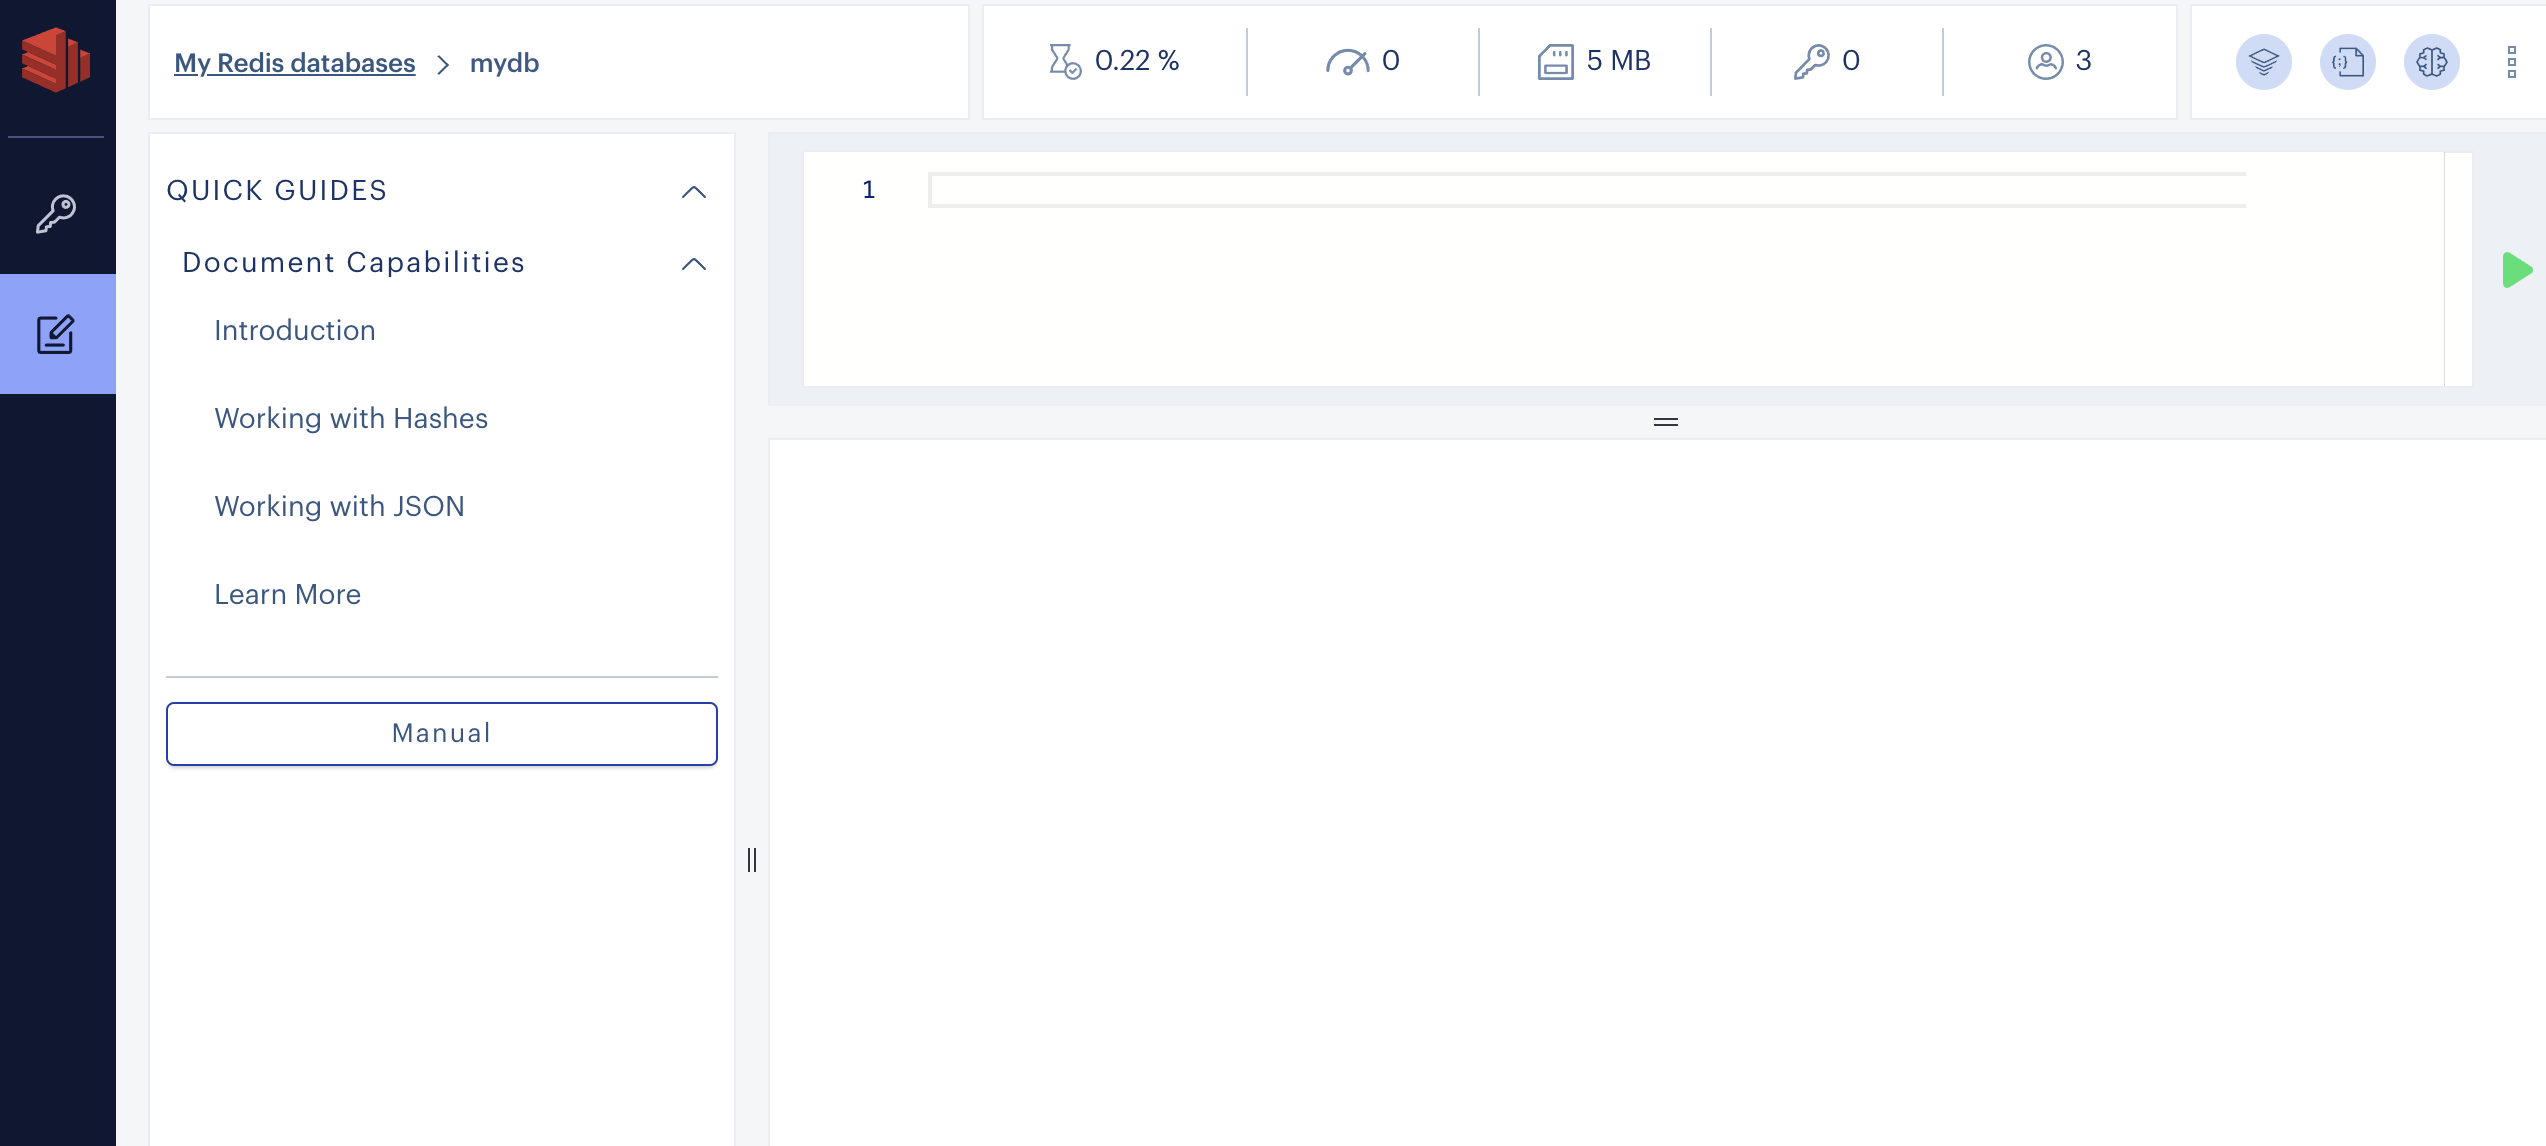 My Redis databases > mydb
0.22 %
0
5 MB
0
3
QUICK GUIDES
Document Capabilities
Introduction
Working with Hashes
Working with JSON
Learn More
Manual
1